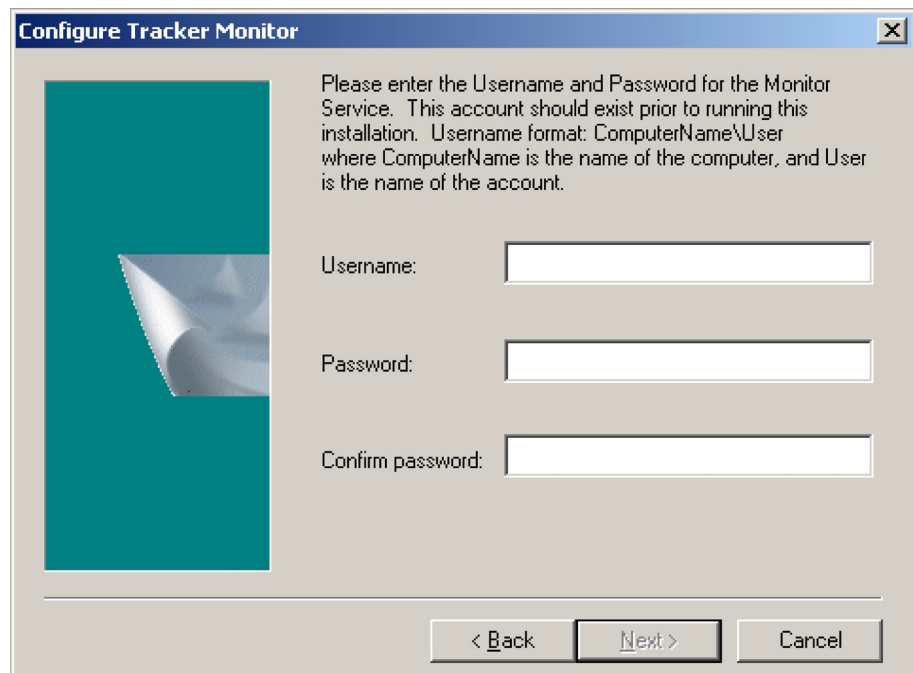 Configure Tracker Monitor
Please enter the Username and Password for the Monitor
Service.  This account should exist prior to running this
installation.  Username format: ComputerName\User
where ComputerName is the name of the computer, and User
is the name of the account.
Username:
Password:
Confirm password:
< Back
Next >
Cancel